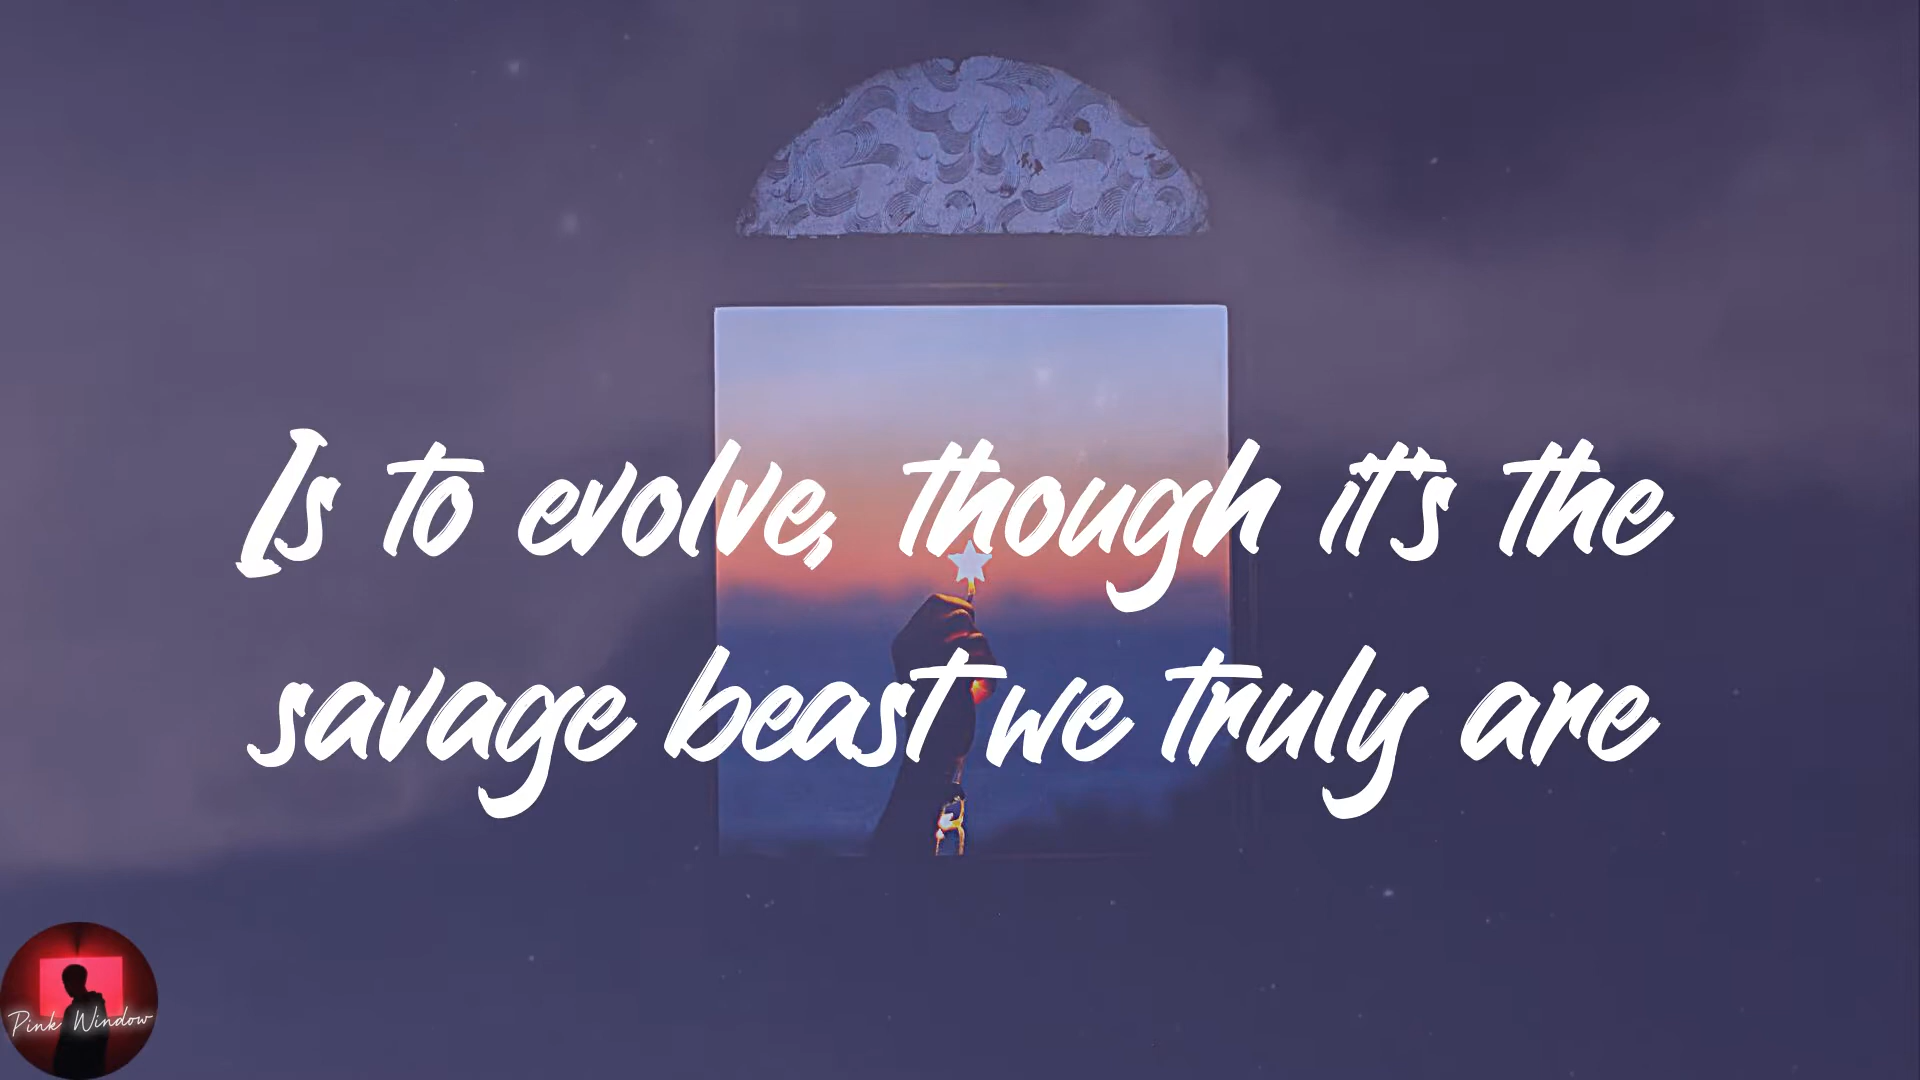 Is to evolve, though it's the
savage beast we truly are
Pink Window